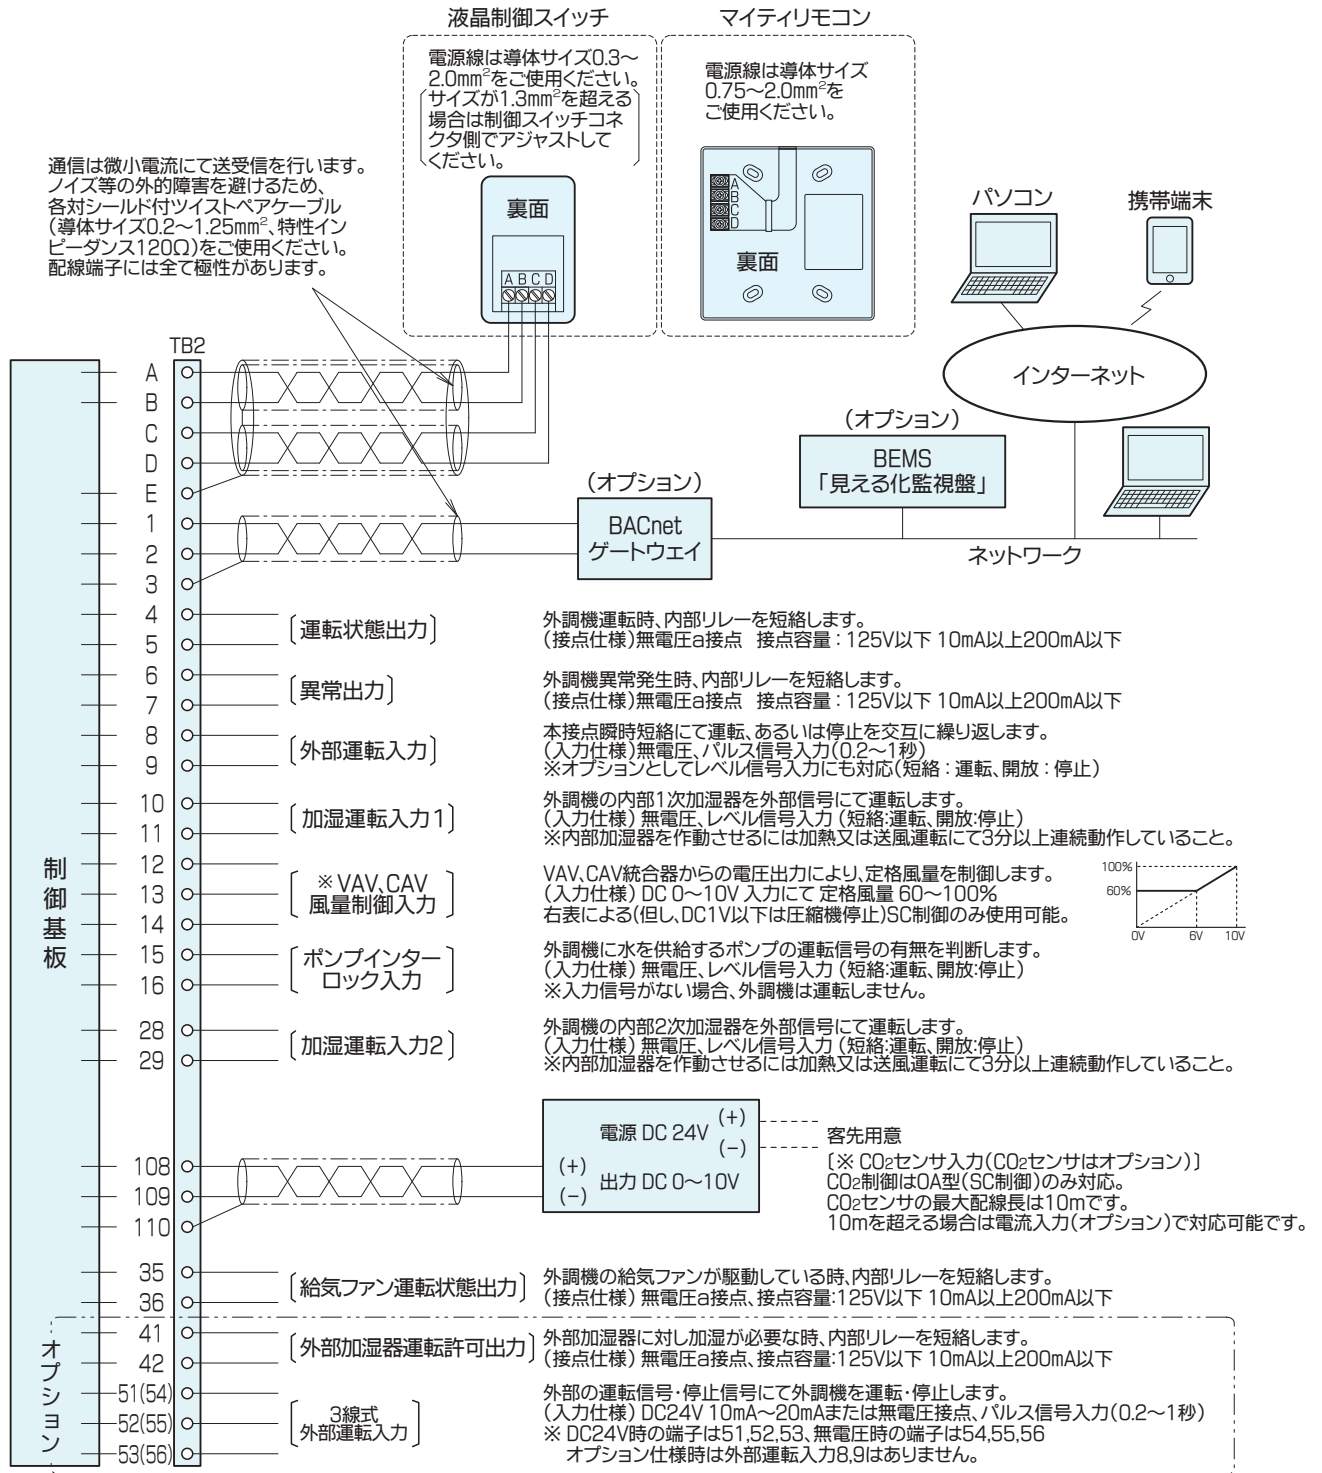 液晶制御スイッチ
マイティリモコン
電源線は導体サイズ0.3～
2.0mm²をご使用ください。
サイズが1.3mm²を超える
場合は制御スイッチコネ
クタ側でアジャストして
ください。
電源線は導体サイズ
0.75～2.0mm²を
ご使用ください。
通信は微小電流にて送受信を行います。
ノイズ等の外的障害を避けるため、
各対シールド付ツイストペアケーブル
(導体サイズ0.2～1.25mm²、特性イン
ピーダンス120Ω)をご使用ください。
配線端子には全て極性があります。
裏面
A B C D
A
B
C
D
裏面
パソコン
携帯端末
インターネット
(オプション)
BEMS
「見える化監視盤」
(オプション)
BACnet
ゲートウェイ
ネットワーク
TB2
制御基板
A
B
C
D
E
1
2
3
4
5
〔運転状態出力〕
外調機運転時、内部リレーを短絡します。
(接点仕様)無電圧a接点 接点容量：125V以下 10mA以上200mA以下
6
7
〔異常出力〕
外調機異常発生時、内部リレーを短絡します。
(接点仕様)無電圧a接点 接点容量：125V以下 10mA以上200mA以下
8
9
〔外部運転入力〕
本接点瞬時短絡にて運転、あるいは停止を交互に繰り返します。
(入力仕様)無電圧、パルス信号入力(0.2～1秒)
※オプションとしてレベル信号入力にも対応(短絡：運転、開放：停止)
10
11
〔加湿運転入力1〕
外調機の内部1次加湿器を外部信号にて運転します。
(入力仕様) 無電圧、レベル信号入力 (短絡:運転、開放:停止)
※内部加湿器を作動させるには加熱又は送風運転にて3分以上連続動作していること。
12
13
14
※VAV、CAV
風量制御入力
VAV、CAV統合器からの電圧出力により、定格風量を制御します。
(入力仕様) DC 0～10V 入力にて 定格風量 60～100%
右表による(但し、DC1V以下は圧縮機停止)SC制御のみ使用可能。
100%
60%
0V 6V 10V
15
16
ポンプインター
ロック入力
外調機に水を供給するポンプの運転信号の有無を判断します。
(入力仕様) 無電圧、レベル信号入力 (短絡:運転、開放:停止)
※入力信号がない場合、外調機は運転しません。
28
29
〔加湿運転入力2〕
外調機の内部2次加湿器を外部信号にて運転します。
(入力仕様) 無電圧、レベル信号入力 (短絡:運転、開放:停止)
※内部加湿器を作動させるには加熱又は送風運転にて3分以上連続動作していること。
108
109
110
電源 DC 24V (+)
(−)
(+)
(−)
出力 DC 0～10V
客先用意
〔※ CO₂センサ入力(CO₂センサはオプション)〕
CO₂制御はOA型(SC制御)のみ対応。
CO₂センサの最大配線長は10mです。
10mを超える場合は電流入力(オプション)で対応可能です。
35
36
〔給気ファン運転状態出力〕
外調機の給気ファンが駆動している時、内部リレーを短絡します。
(接点仕様) 無電圧a接点、接点容量:125V以下 10mA以上200mA以下
オプション
41
42
〔外部加湿器運転許可出力〕
外部加湿器に対し加湿が必要な時、内部リレーを短絡します。
(接点仕様) 無電圧a接点、接点容量:125V以下 10mA以上200mA以下
51(54)
52(55)
53(56)
3線式
外部運転入力
外部の運転信号・停止信号にて外調機を運転・停止します。
(入力仕様) DC24V 10mA～20mAまたは無電圧接点、パルス信号入力(0.2～1秒)
※ DC24V時の端子は51,52,53、無電圧時の端子は54,55,56
オプション仕様時は外部運転入力8,9はありません。